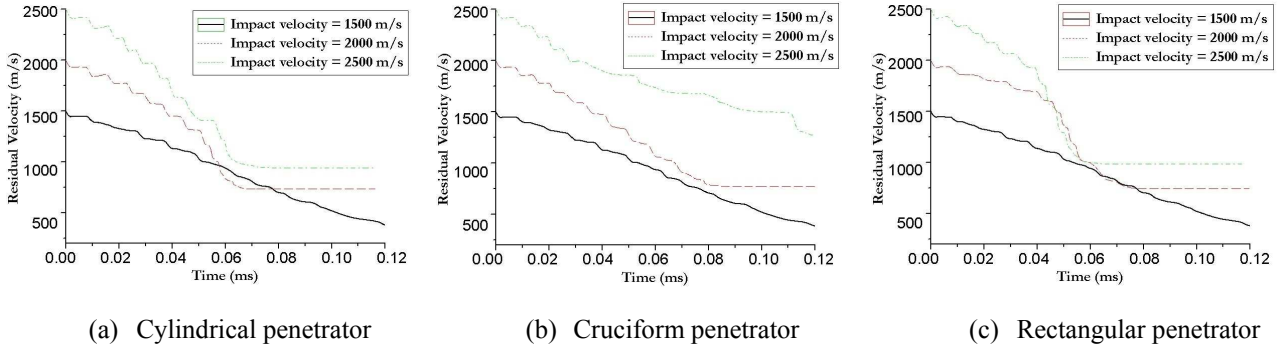 2500
2000
1500
1000
500
Residual Velocity (m/s)
Impact velocity = 1500 m/s
Impact velocity = 2000 m/s
Impact velocity = 2500 m/s
0.00 0.02 0.04 0.06 0.08 0.10 0.12
Time (ms)
(a) Cylindrical penetrator
2500
2000
1500
1000
500
Residual Velocity (m/s)
Impact velocity = 1500 m/s
Impact velocity = 2000 m/s
Impact velocity = 2500 m/s
0.00 0.02 0.04 0.06 0.08 0.10 0.12
Time (ms)
(b) Cruciform penetrator
2500
2000
1500
1000
500
Residual Velocity (m/s)
Impact velocity = 1500 m/s
Impact velocity = 2000 m/s
Impact velocity = 2500 m/s
0.00 0.02 0.04 0.06 0.08 0.10 0.12
Time (ms)
(c) Rectangular penetrator